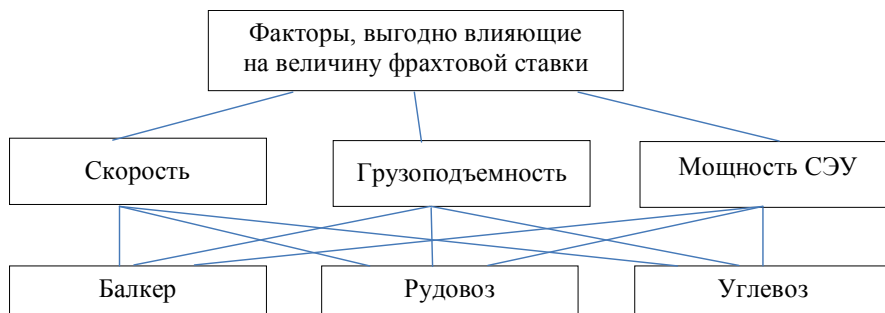 Факторы, выгодно влияющие
на величину фрахтовой ставки
Скорость
Грузоподъемность
Мощность СЭУ
Балкер
Рудовоз
Углевоз